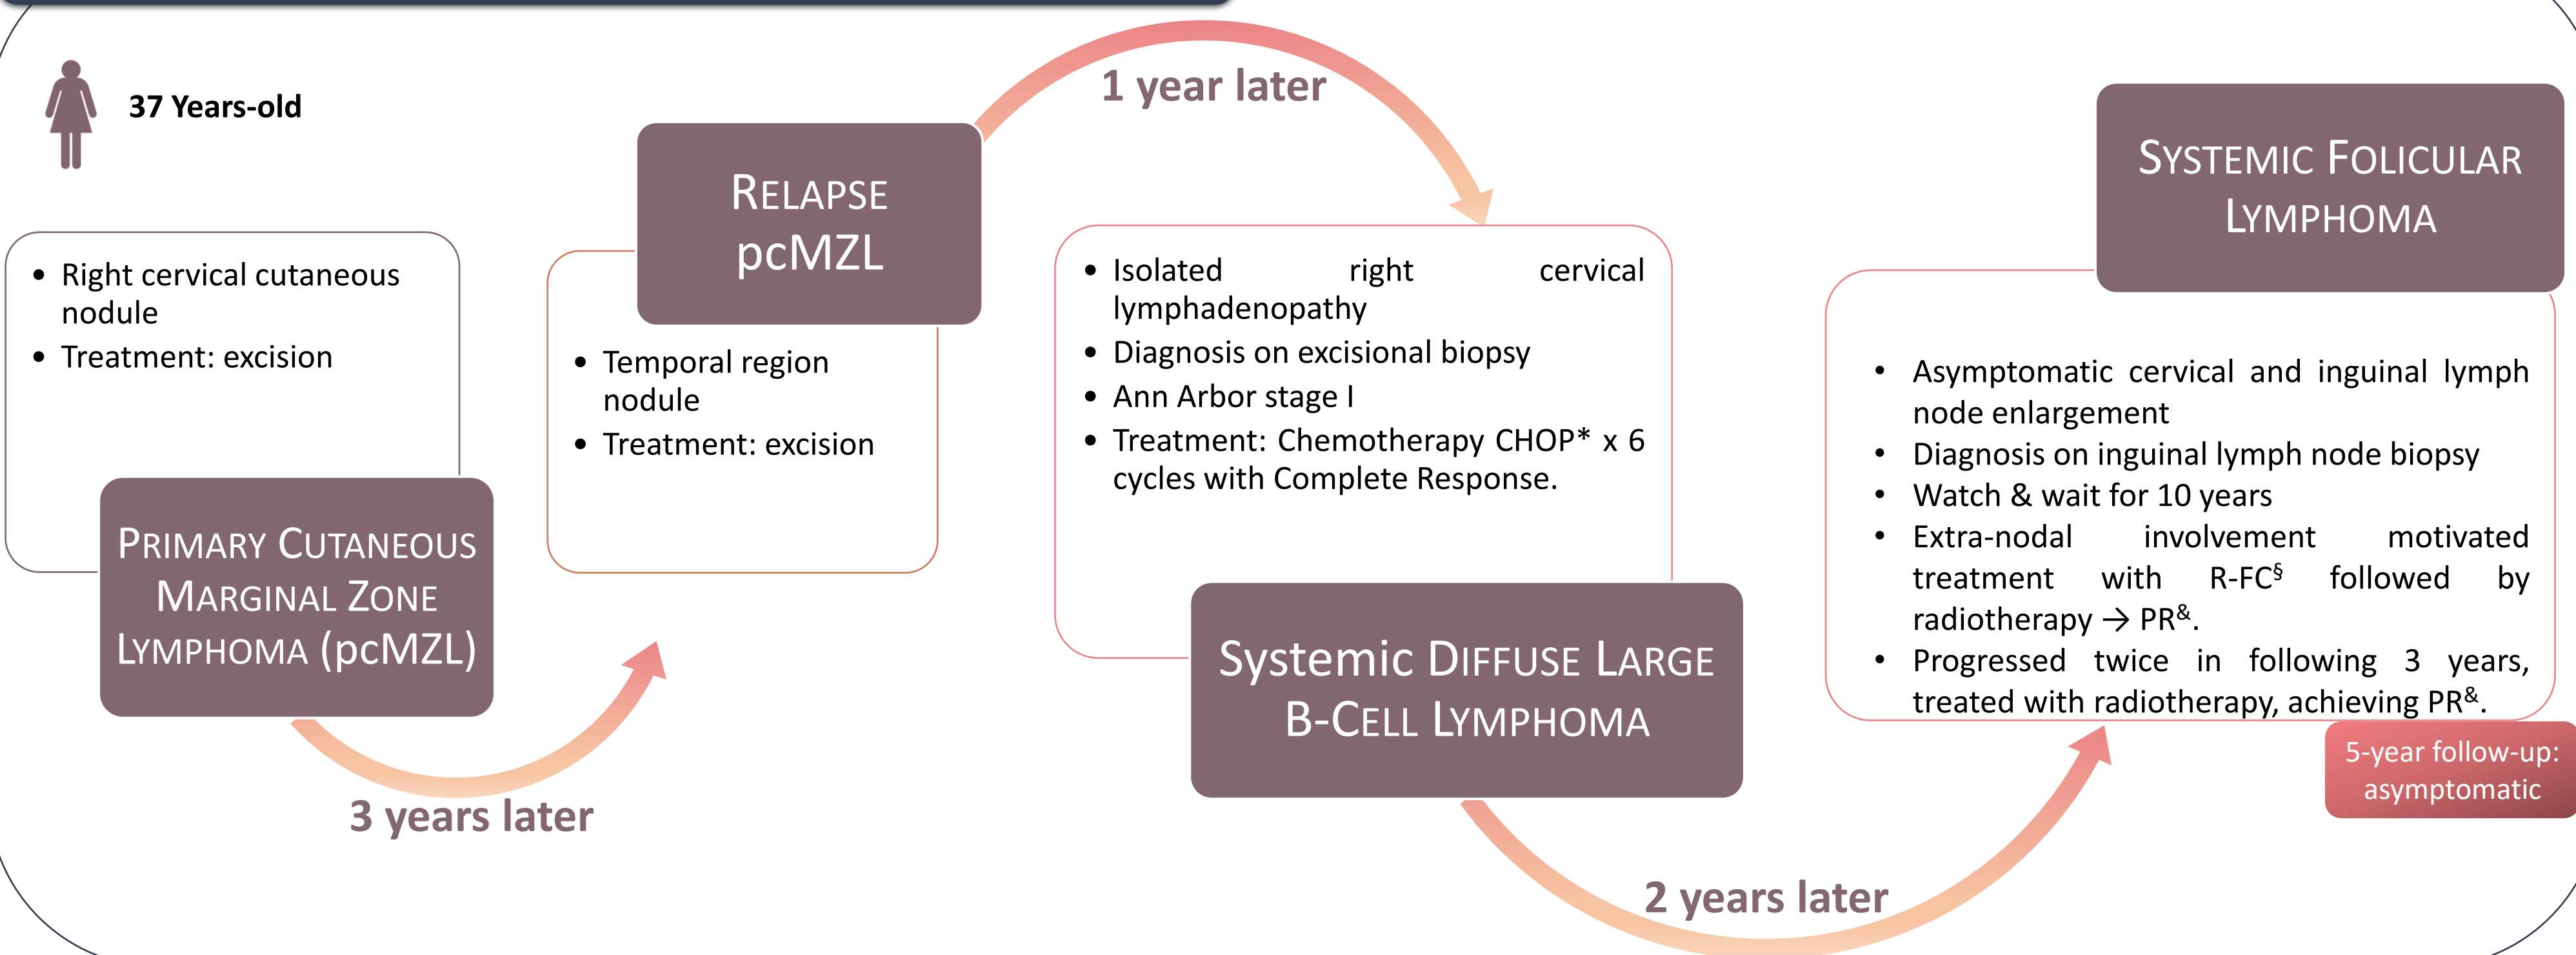 37 Years-old
• Right cervical cutaneous
nodule
• Treatment: excision
PRIMARY CUTANEOUS
MARGINAL ZONE
LYMPHOMA (pcMZL)
3 years later
RELAPSE
pcMZL
• Temporal region
nodule
• Treatment: excision
1 year later
• Isolated right cervical
lymphadenopathy
• Diagnosis on excisional biopsy
• Ann Arbor stage I
• Treatment: Chemotherapy CHOP* x 6
cycles with Complete Response.
Systemic DIFFUSE LARGE
B-CELL LYMPHOMA
2 years later
SYSTEMIC FOLICULAR
LYMPHOMA
• Asymptomatic cervical and inguinal lymph
node enlargement
• Diagnosis on inguinal lymph node biopsy
• Watch & wait for 10 years
• Extra-nodal involvement motivated
treatment with R-FC§ followed by
radiotherapy → PR&.
• Progressed twice in following 3 years,
treated with radiotherapy, achieving PR&.
5-year follow-up:
asymptomatic